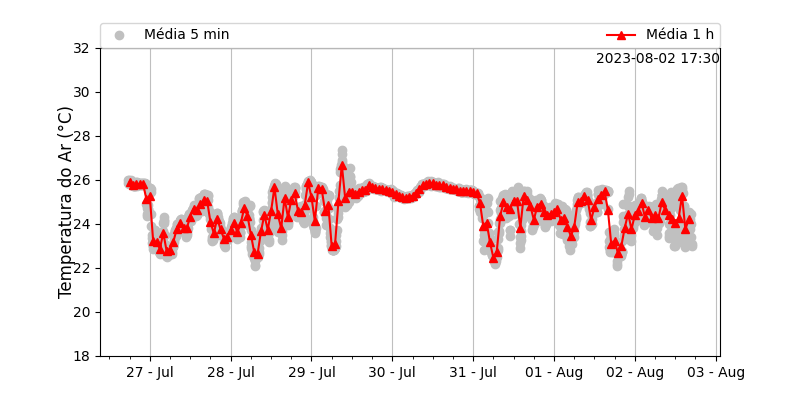 Média 5 min
Média 1 h
2023-08-02 17:30
Temperatura do Ar (°C)
32
30
28
26
24
22
20
18
27 - Jul
28 - Jul
29 - Jul
30 - Jul
31 - Jul
01 - Aug
02 - Aug
03 - Aug